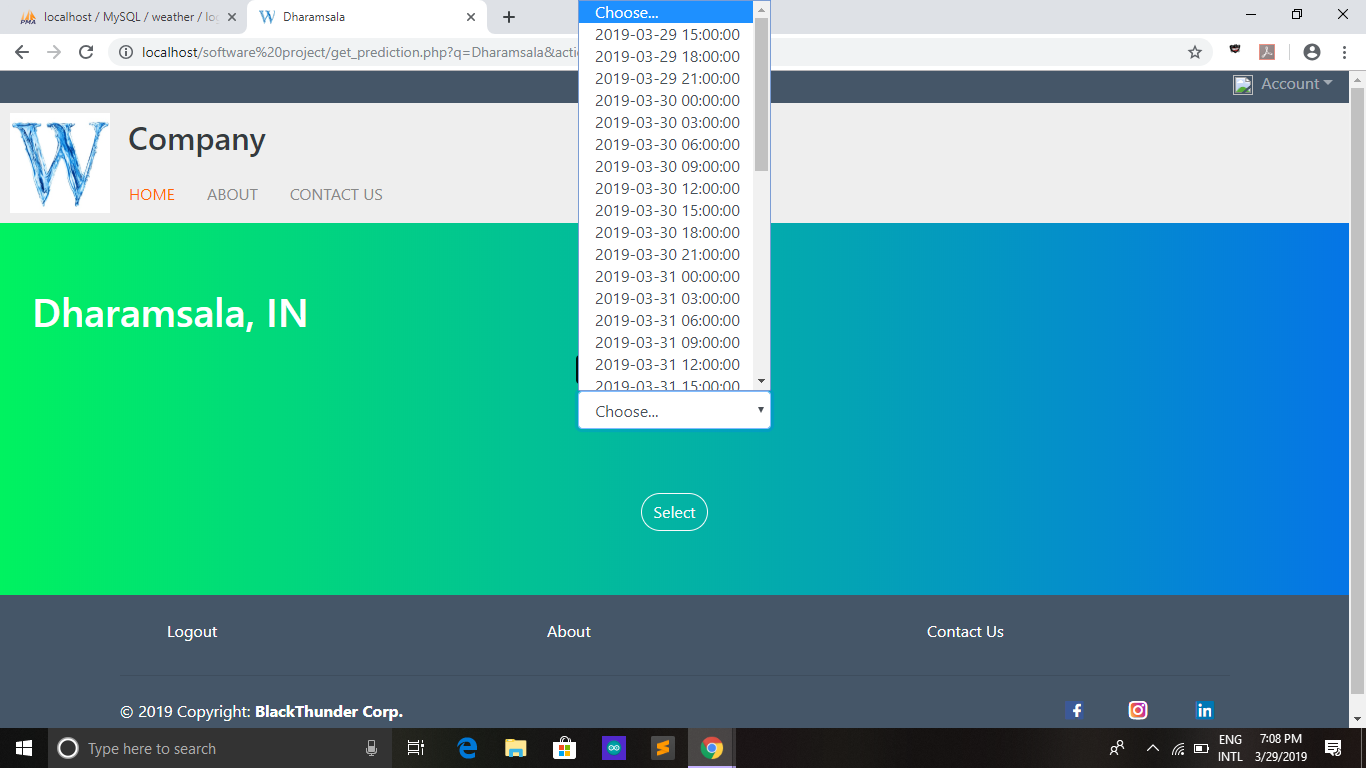 localhost / MySQL / weather / lo
Dharamsala
localhost/software%20project/get_prediction.php?q=Dharamsala&actio
Account
W
Company
HOME ABOUT CONTACT US
Dharamsala, IN
Choose...
2019-03-29 15:00:00
2019-03-29 18:00:00
2019-03-29 21:00:00
2019-03-30 00:00:00
2019-03-30 03:00:00
2019-03-30 06:00:00
2019-03-30 09:00:00
2019-03-30 12:00:00
2019-03-30 15:00:00
2019-03-30 18:00:00
2019-03-30 21:00:00
2019-03-31 00:00:00
2019-03-31 03:00:00
2019-03-31 06:00:00
2019-03-31 09:00:00
2019-03-31 12:00:00
2019-03-31 15:00:00
Choose...
Select
Logout About Contact Us
© 2019 Copyright: BlackThunder Corp.
Type here to search
ENG
INTL
7:08 PM
3/29/2019